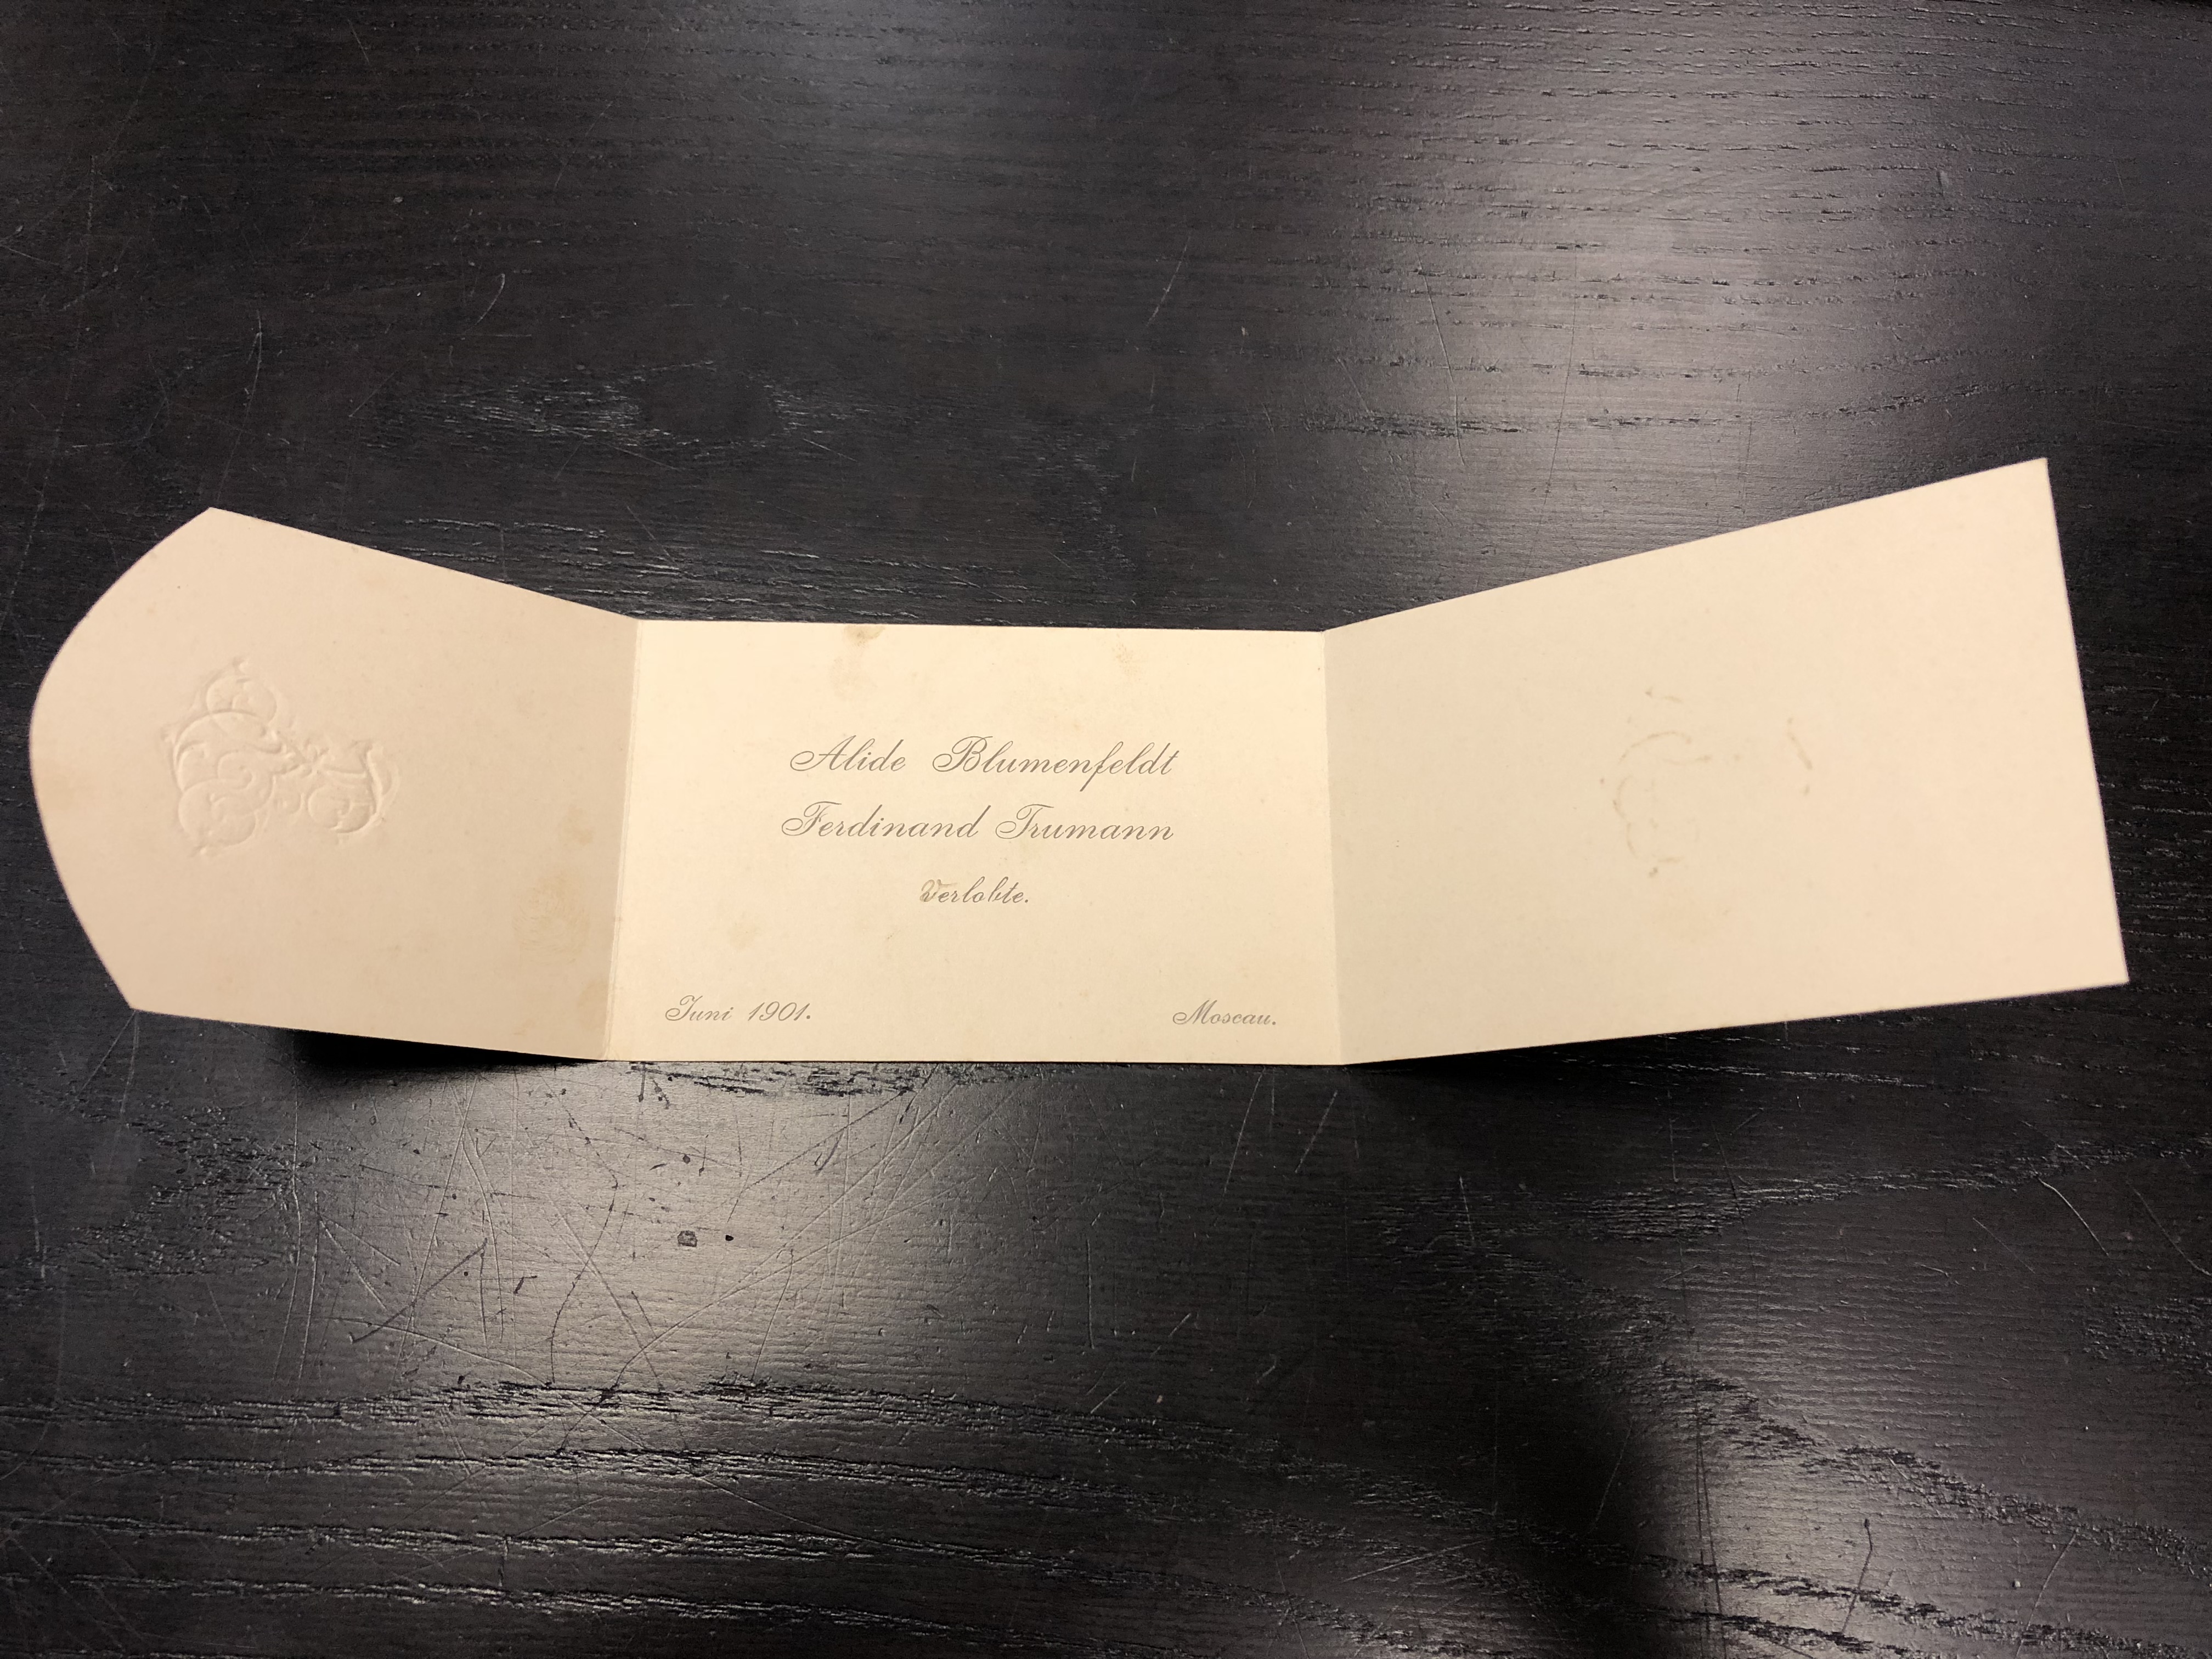 Alide Blumenfeldt
Ferdinand Trumann
Verlobte.
Juni 1901.
Moscau.